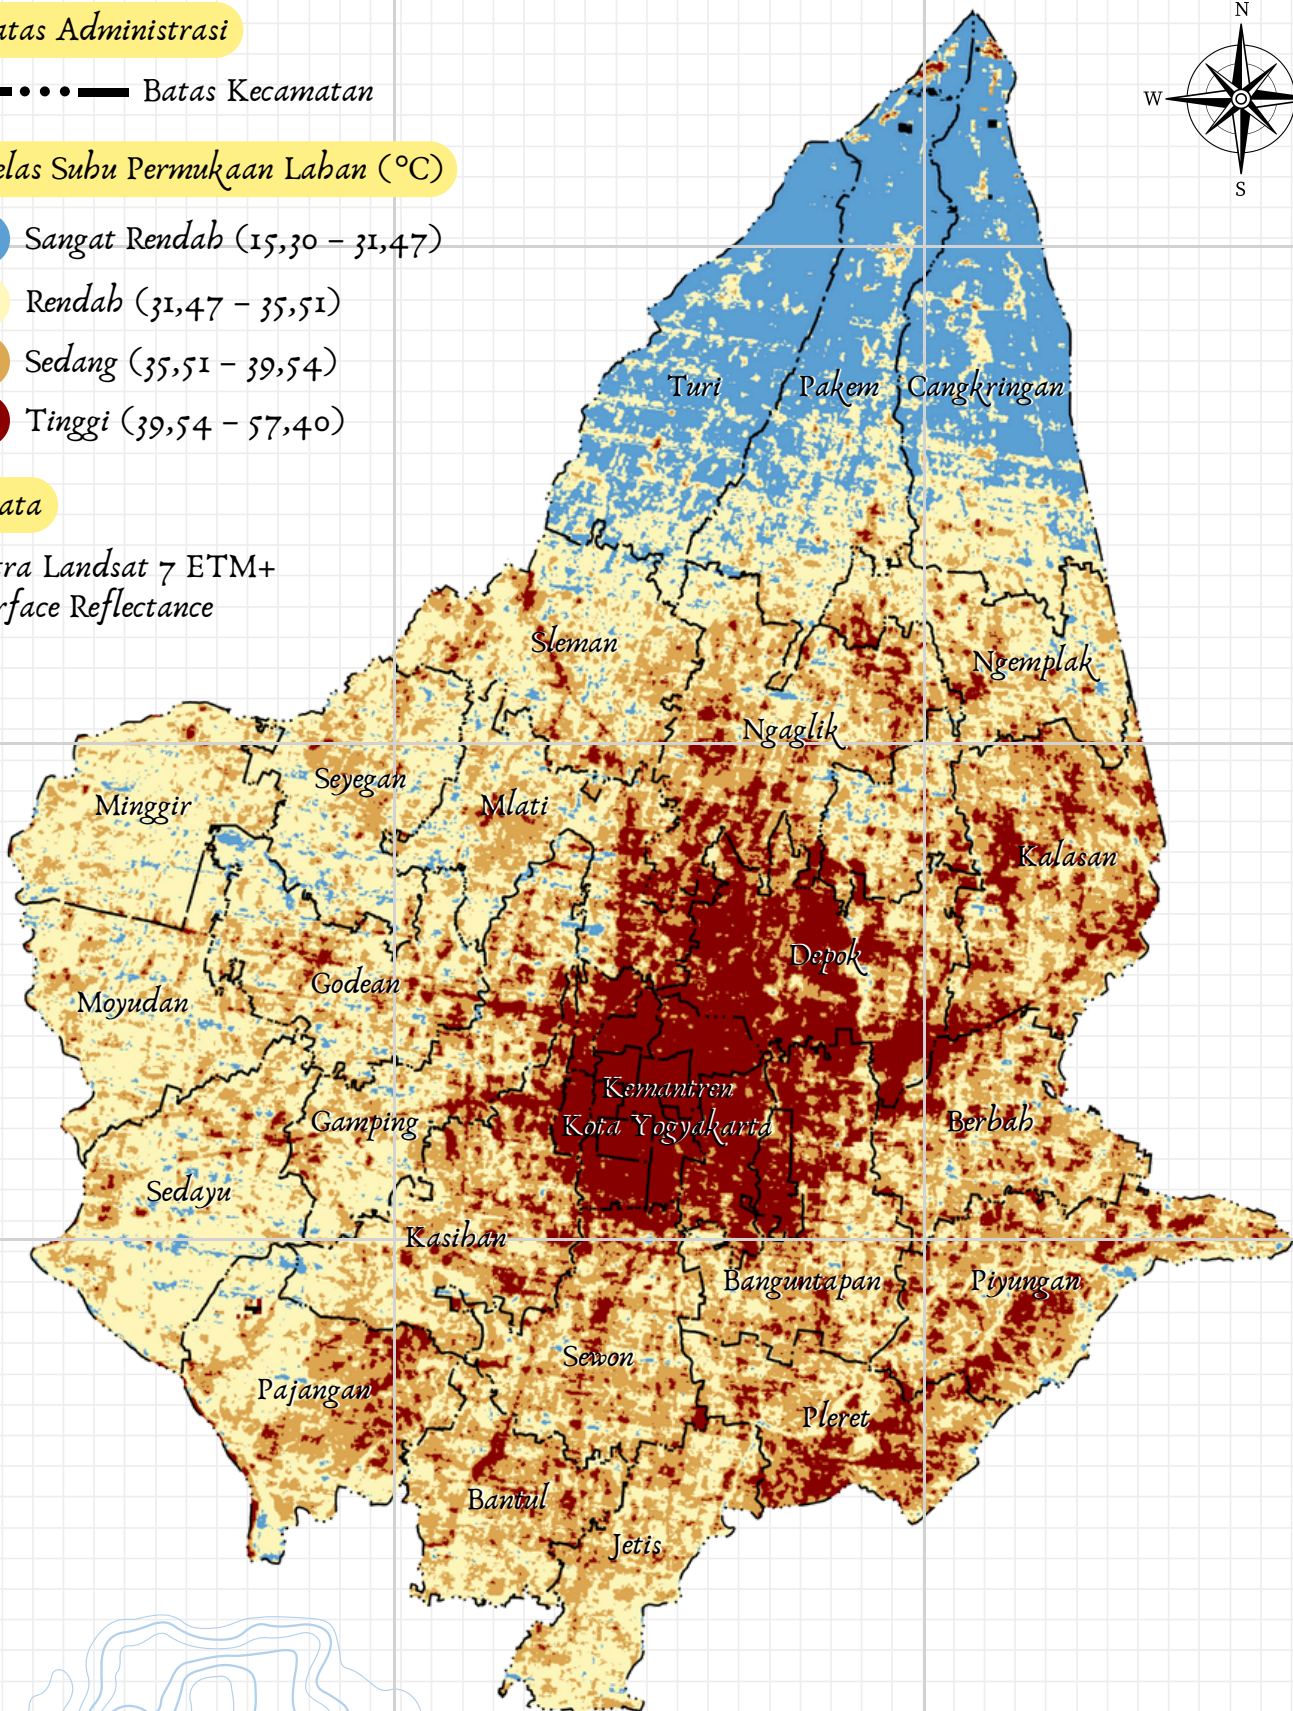 atas Administrasi
Batas Kecamatan
elas Suhu Permukaan Lahan (°C)
Sangat Rendah (15,30 – 31,47)
Rendah (31,47 – 35,51)
Sedang (35,51 – 39,54)
Tinggi (39,54 – 57,40)
ata
tra Landsat 7 ETM+
rface Reflectance
N
W
S
Turi
Pakem
Cangkringan
Sleman
Ngemplak
Ngaglik
Seyegan
Minggir
Mlati
Kalasan
Depok
Godean
Moyudan
Kemantren
Kota Yogyakarta
Gamping
Berbah
Sedayu
Kasihan
Banguntapan
Piyungan
Sewon
Pajangan
Pleret
Bantul
Jetis